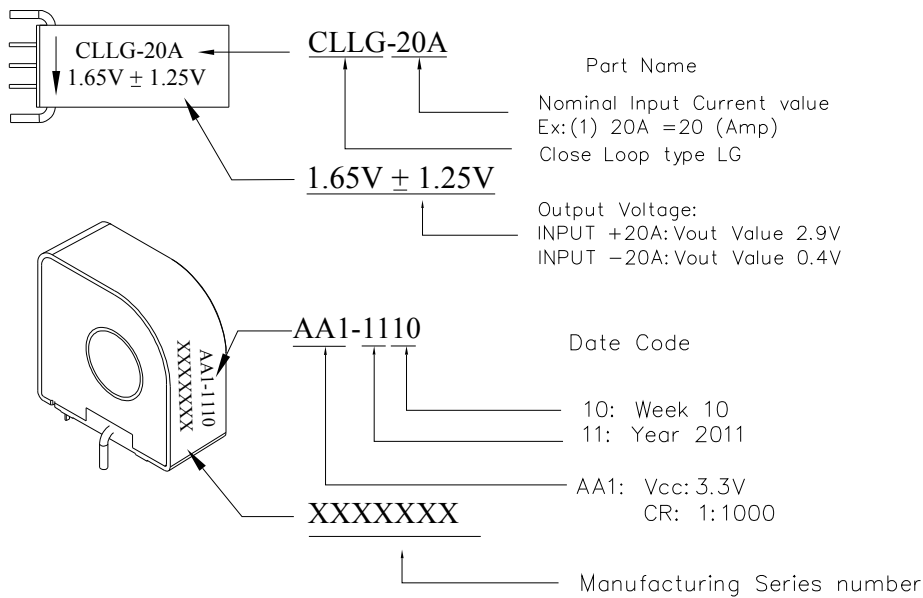 CLLG-20A
1.65V ± 1.25V
CLLG-20A
Part Name
Nominal Input Current value
Ex:(1) 20A =20 (Amp)
Close Loop type LG
1.65V ± 1.25V
Output Voltage:
INPUT +20A: Vout Value 2.9V
INPUT -20A: Vout Value 0.4V
AA1-1110
XXXXXXX
AA1-1110
Date Code
10: Week 10
11: Year 2011
AA1: Vcc: 3.3V
CR: 1:1000
XXXXXXX
Manufacturing Series number